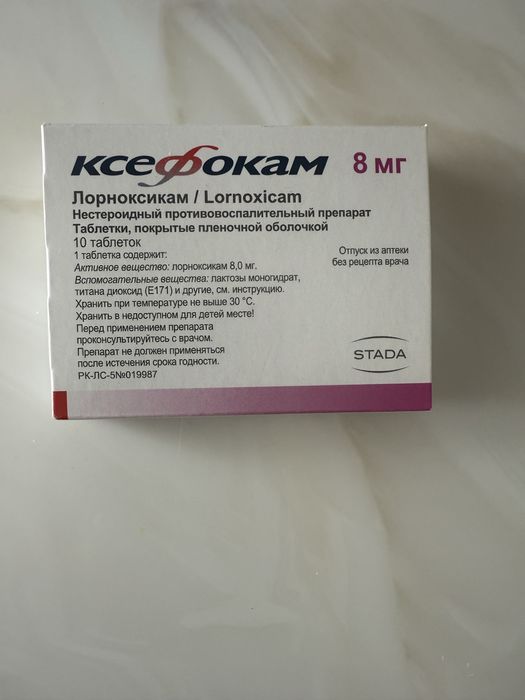 ксефокам 8 мг
Лорноксикам / Lornoxicam
Нестероидный противовоспалительный препарат
Таблетки, покрытые пленочной оболочкой
10 таблеток
1 таблетка содержит:
Активное вещество: лорноксикам 8,0 мг.
Вспомогательные вещества: лактозы моногидрат,
титана диоксид (Е171) и другие, см. инструкцию.
Хранить при температуре не выше 30 °С.
Хранить в недоступном для детей месте!
Перед применением препарата
проконсультируйтесь с врачом.
Препарат не должен применяться
после истечения срока годности.
РК-ЛС-5№019987
Отпуск из аптеки
без рецепта врача
STADA